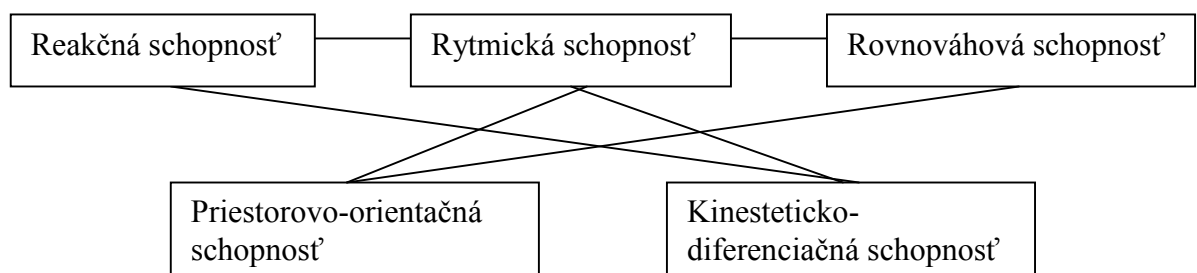 Reakčná schopnosť
Rytmická schopnosť
Rovnováhová schopnosť
Priestorovo-orientačná
schopnosť
Kinesteticko-
diferenciačná schopnosť